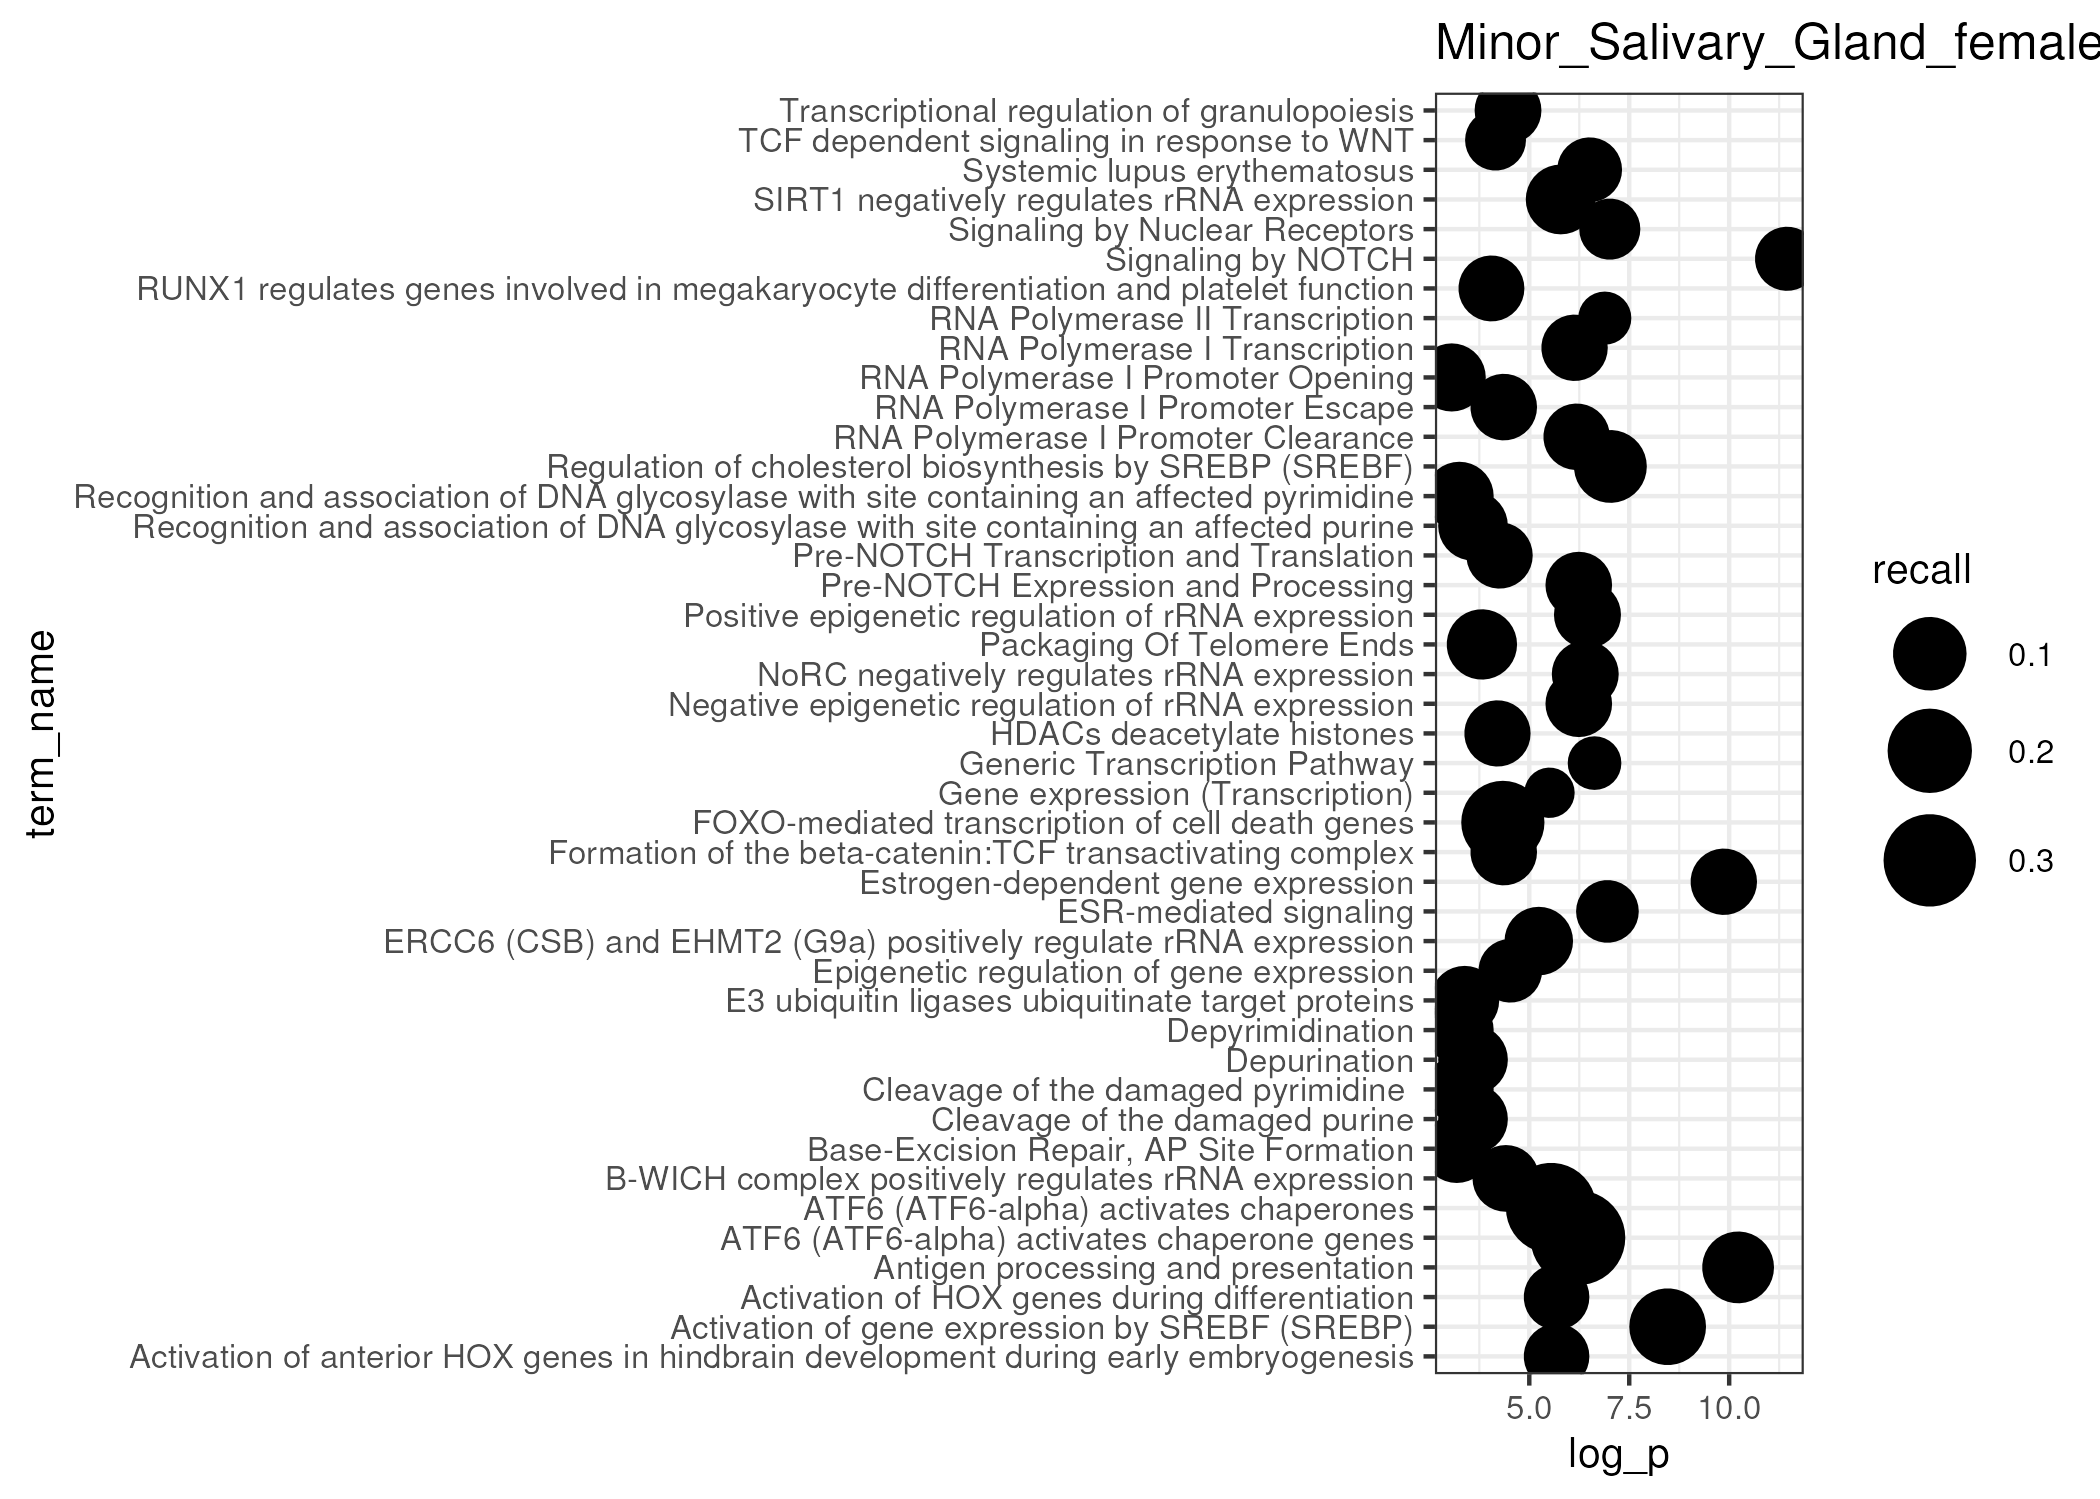 Minor_Salivary_Gland_female
Transcriptional regulation of granulopoiesis
TCF dependent signaling in response to WNT
Systemic lupus erythematosus
SIRT1 negatively regulates rRNA expression
Signaling by Nuclear Receptors
Signaling by NOTCH
RUNX1 regulates genes involved in megakaryocyte differentiation and platelet function
RNA Polymerase II Transcription
RNA Polymerase I Transcription
RNA Polymerase I Promoter Opening
RNA Polymerase I Promoter Escape
RNA Polymerase I Promoter Clearance
Regulation of cholesterol biosynthesis by SREBP (SREBF)
Recognition and association of DNA glycosylase with site containing an affected pyrimidine
Recognition and association of DNA glycosylase with site containing an affected purine
Pre-NOTCH Transcription and Translation
Pre-NOTCH Expression and Processing
Positive epigenetic regulation of rRNA expression
Packaging Of Telomere Ends
NoRC negatively regulates rRNA expression
Negative epigenetic regulation of rRNA expression
HDACs deacetylate histones
Generic Transcription Pathway
Gene expression (Transcription)
FOXO-mediated transcription of cell death genes
Formation of the beta-catenin:TCF transactivating complex
Estrogen-dependent gene expression
ESR-mediated signaling
ERCC6 (CSB) and EHMT2 (G9a) positively regulate rRNA expression
Epigenetic regulation of gene expression
E3 ubiquitin ligases ubiquitinate target proteins
Depyrimidination
Depurination
Cleavage of the damaged pyrimidine
Cleavage of the damaged purine
Base-Excision Repair, AP Site Formation
B-WICH complex positively regulates rRNA expression
ATF6 (ATF6-alpha) activates chaperones
ATF6 (ATF6-alpha) activates chaperone genes
Antigen processing and presentation
Activation of HOX genes during differentiation
Activation of gene expression by SREBF (SREBP)
Activation of anterior HOX genes in hindbrain development during early embryogenesis
term_name
5.0 7.5 10.0
log_p
recall
0.1
0.2
0.3